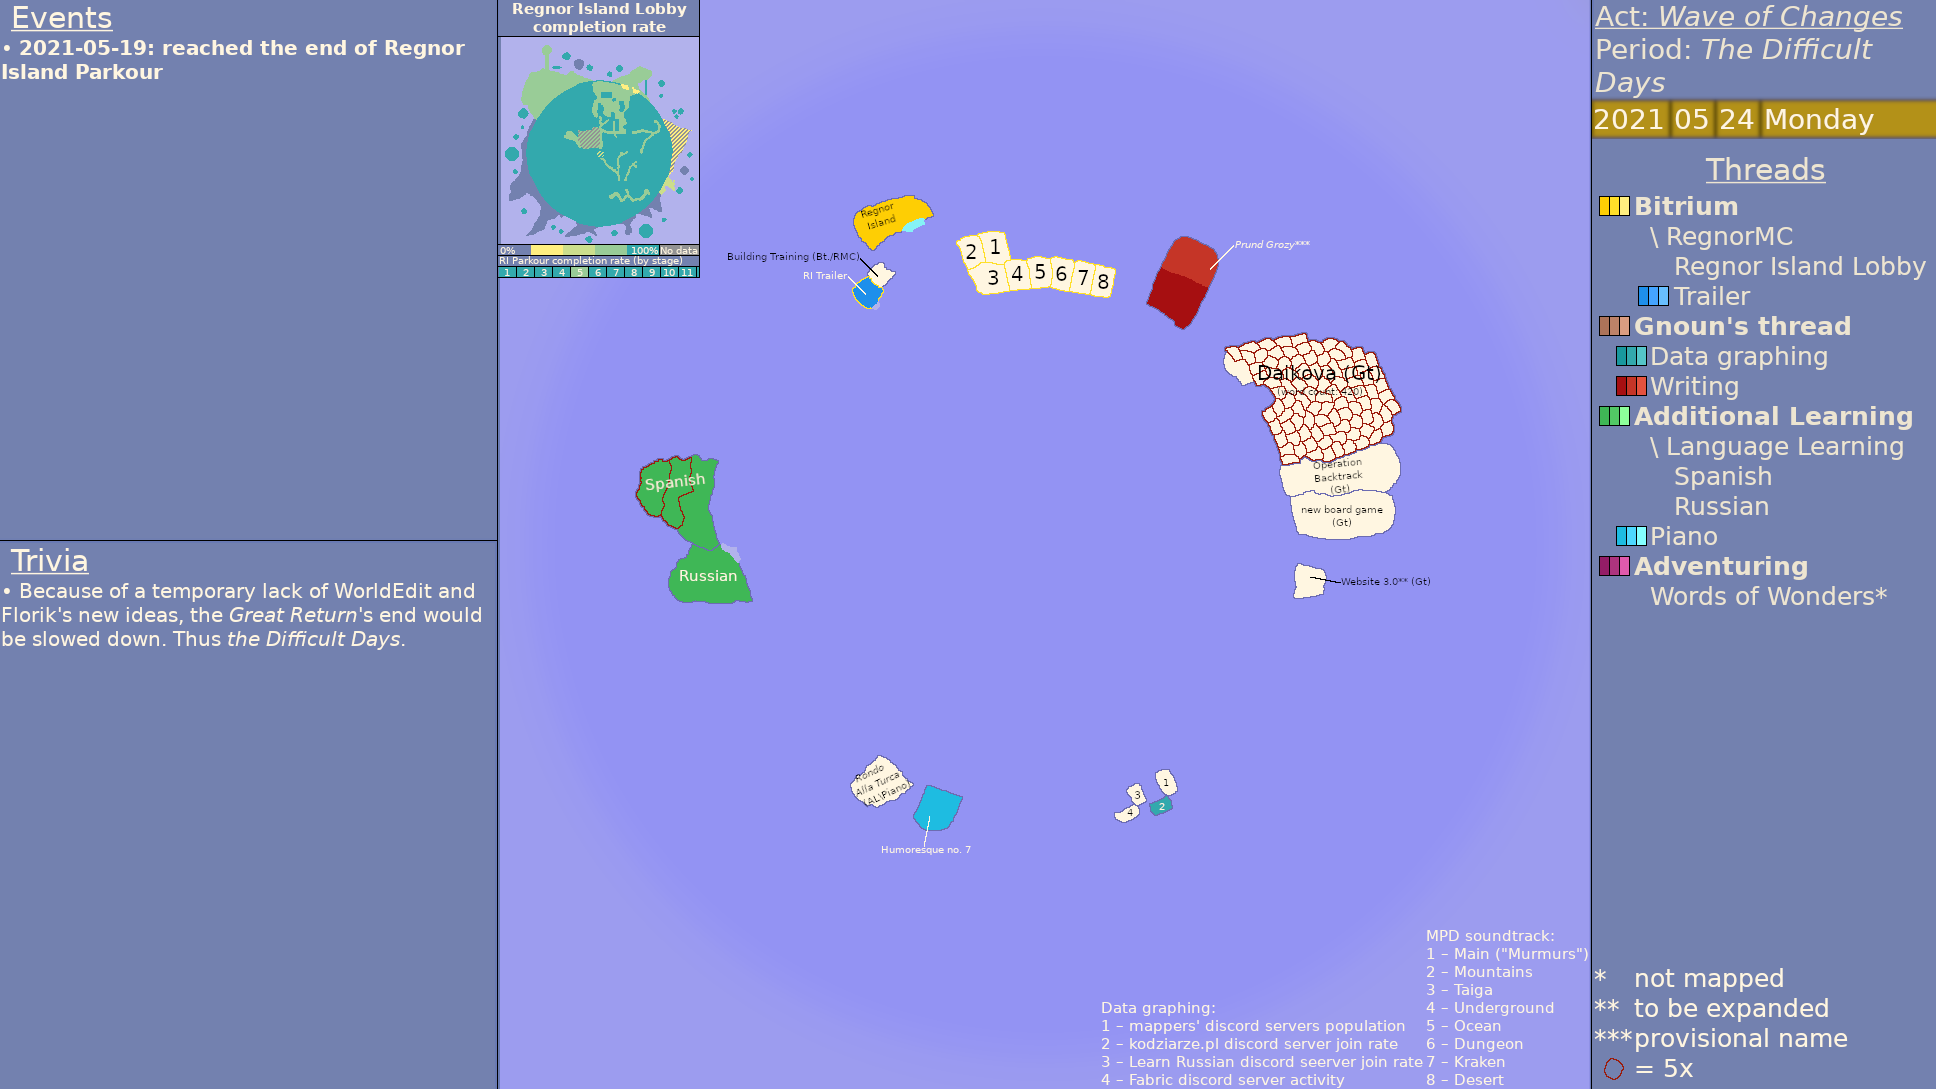 Events
• 2021-05-19: reached the end of Regnor
Island Parkour
Trivia
• Because of a temporary lack of WorldEdit and
Florik's new ideas, the Great Return's end would
be slowed down. Thus the Difficult Days.
Regnor Island Lobby
completion rate
0% 100% No data
RI Parkour completion rate (by stage)
1 2 3 4 5 6 7 8 9 10 11
Regnor
Island
Building Training (Bt./RMC)
RI Trailer
2 1
3 4 5 6 7 8
Prund Grozy***
Daikova (Gt)
(word count: 420)
Operation
Backtrack
(Gt)
new board game
(Gt)
Website 3.0** (Gt)
Spanish
Russian
Rondo
Alla Turca
(AL\Piano)
Humoresque no. 7
1
3
2
4
Data graphing:
1 – mappers' discord servers population
2 – kodziarze.pl discord server join rate
3 – Learn Russian discord seerver join rate
4 – Fabric discord server activity
MPD soundtrack:
1 – Main ("Murmurs")
2 – Mountains
3 – Taiga
4 – Underground
5 – Ocean
6 – Dungeon
7 – Kraken
8 – Desert
Act: Wave of Changes
Period: The Difficult
Days
2021 05 24 Monday
Threads
Bitrium
\ RegnorMC
Regnor Island Lobby
Trailer
Gnoun's thread
Data graphing
Writing
Additional Learning
\ Language Learning
Spanish
Russian
Piano
Adventuring
Words of Wonders*
* not mapped
** to be expanded
*** provisional name
= 5x